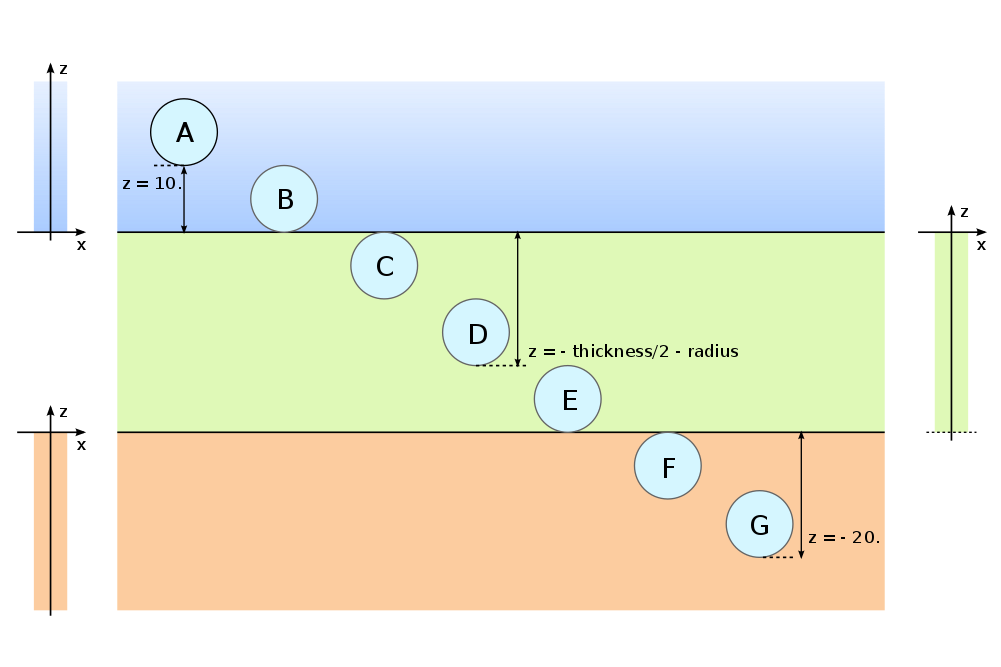 z
A
z = 10.
B
x
z
x
C
D
z = - thickness/2 - radius
E
z
x
F
G
z = - 20.